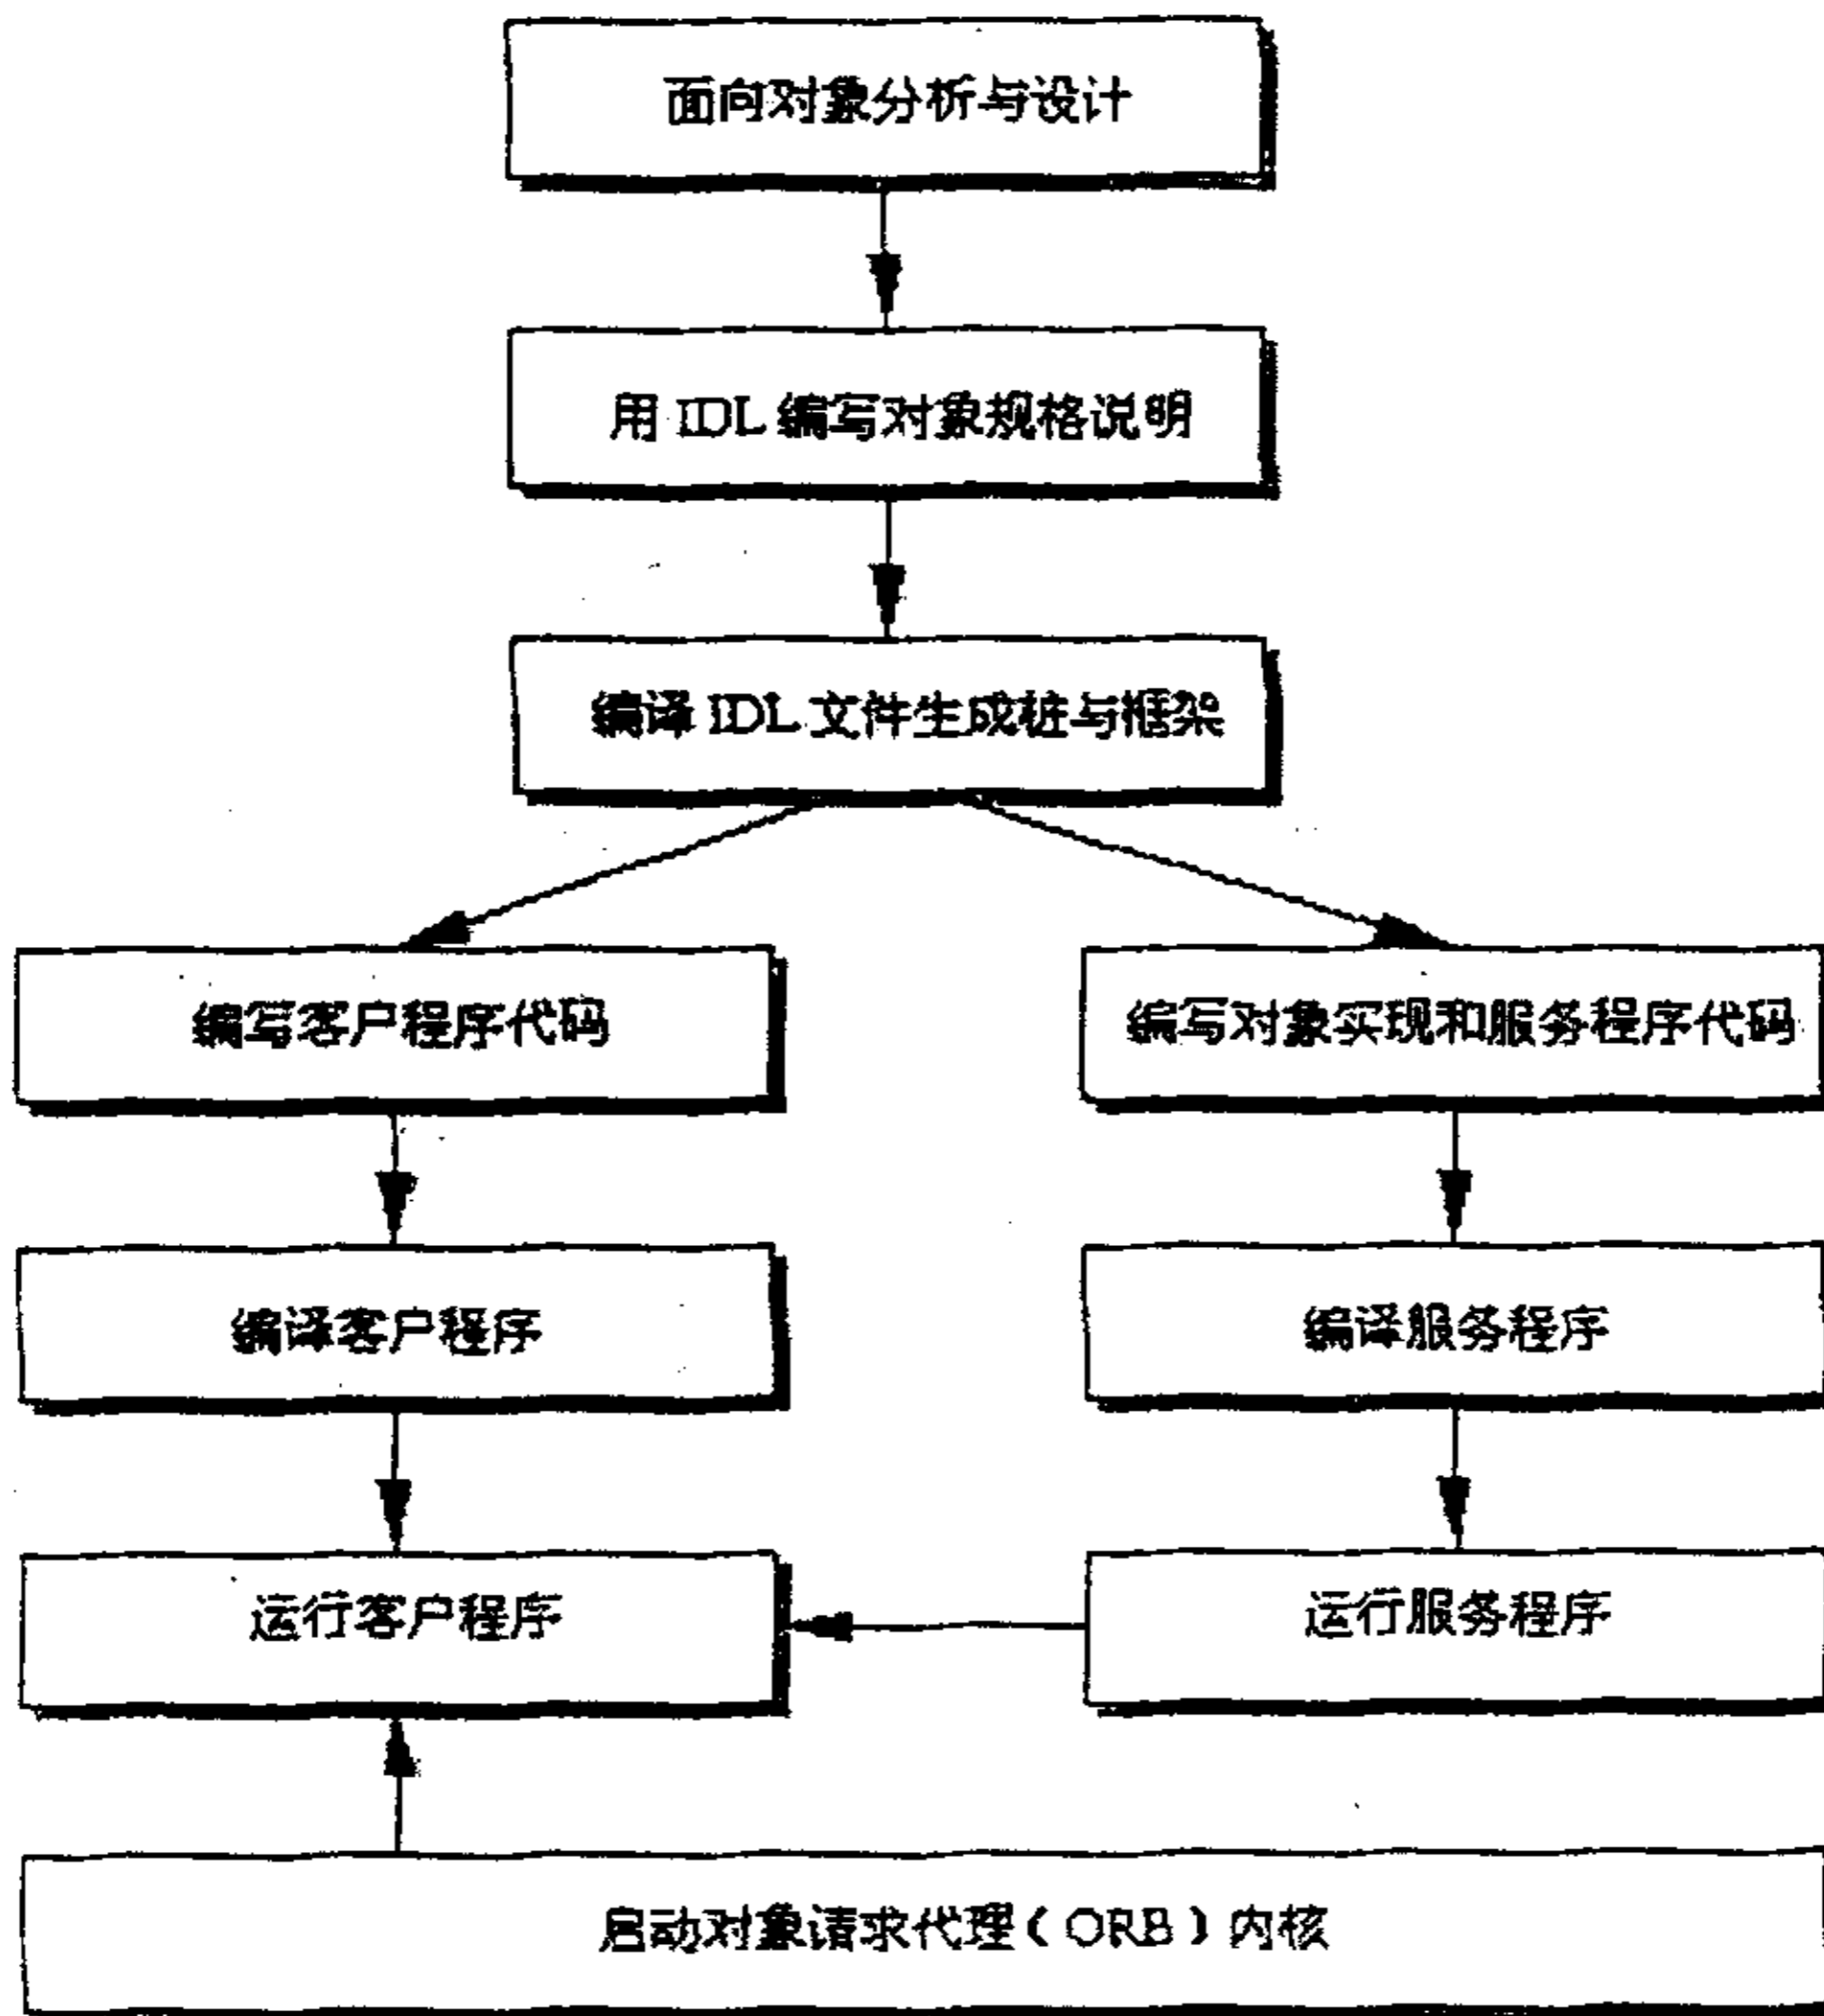 面向对象分析与设计
用 IDL 编写对象规格说明
编译 IDL 文件生成桩与框架
编写客户程序代码
编写对象实现和服务程序代码
编译客户程序
编译服务程序
运行客户程序
运行服务程序
启动对象请求代理(ORB)内核